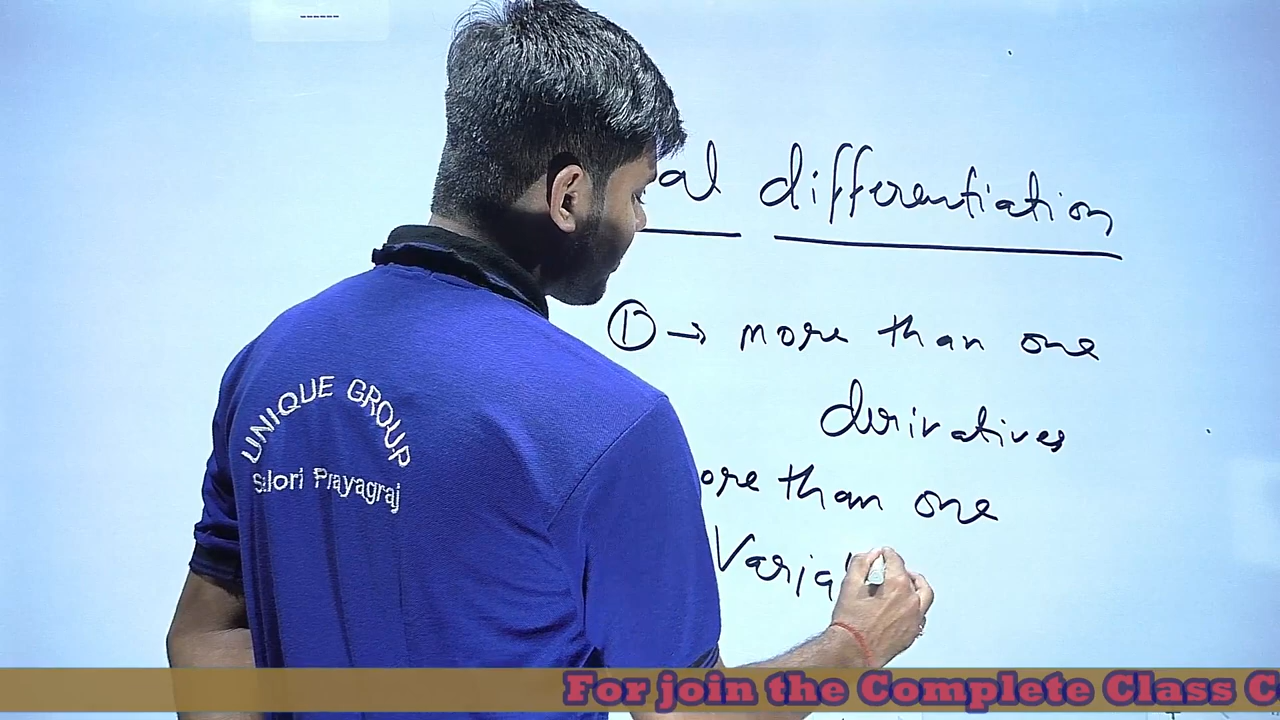 ------
al differentiation
① → more than one
derivatives
ore than one
Varia
UNIQUE GROUP
Salori Prayagraj
For join the Complete Class C